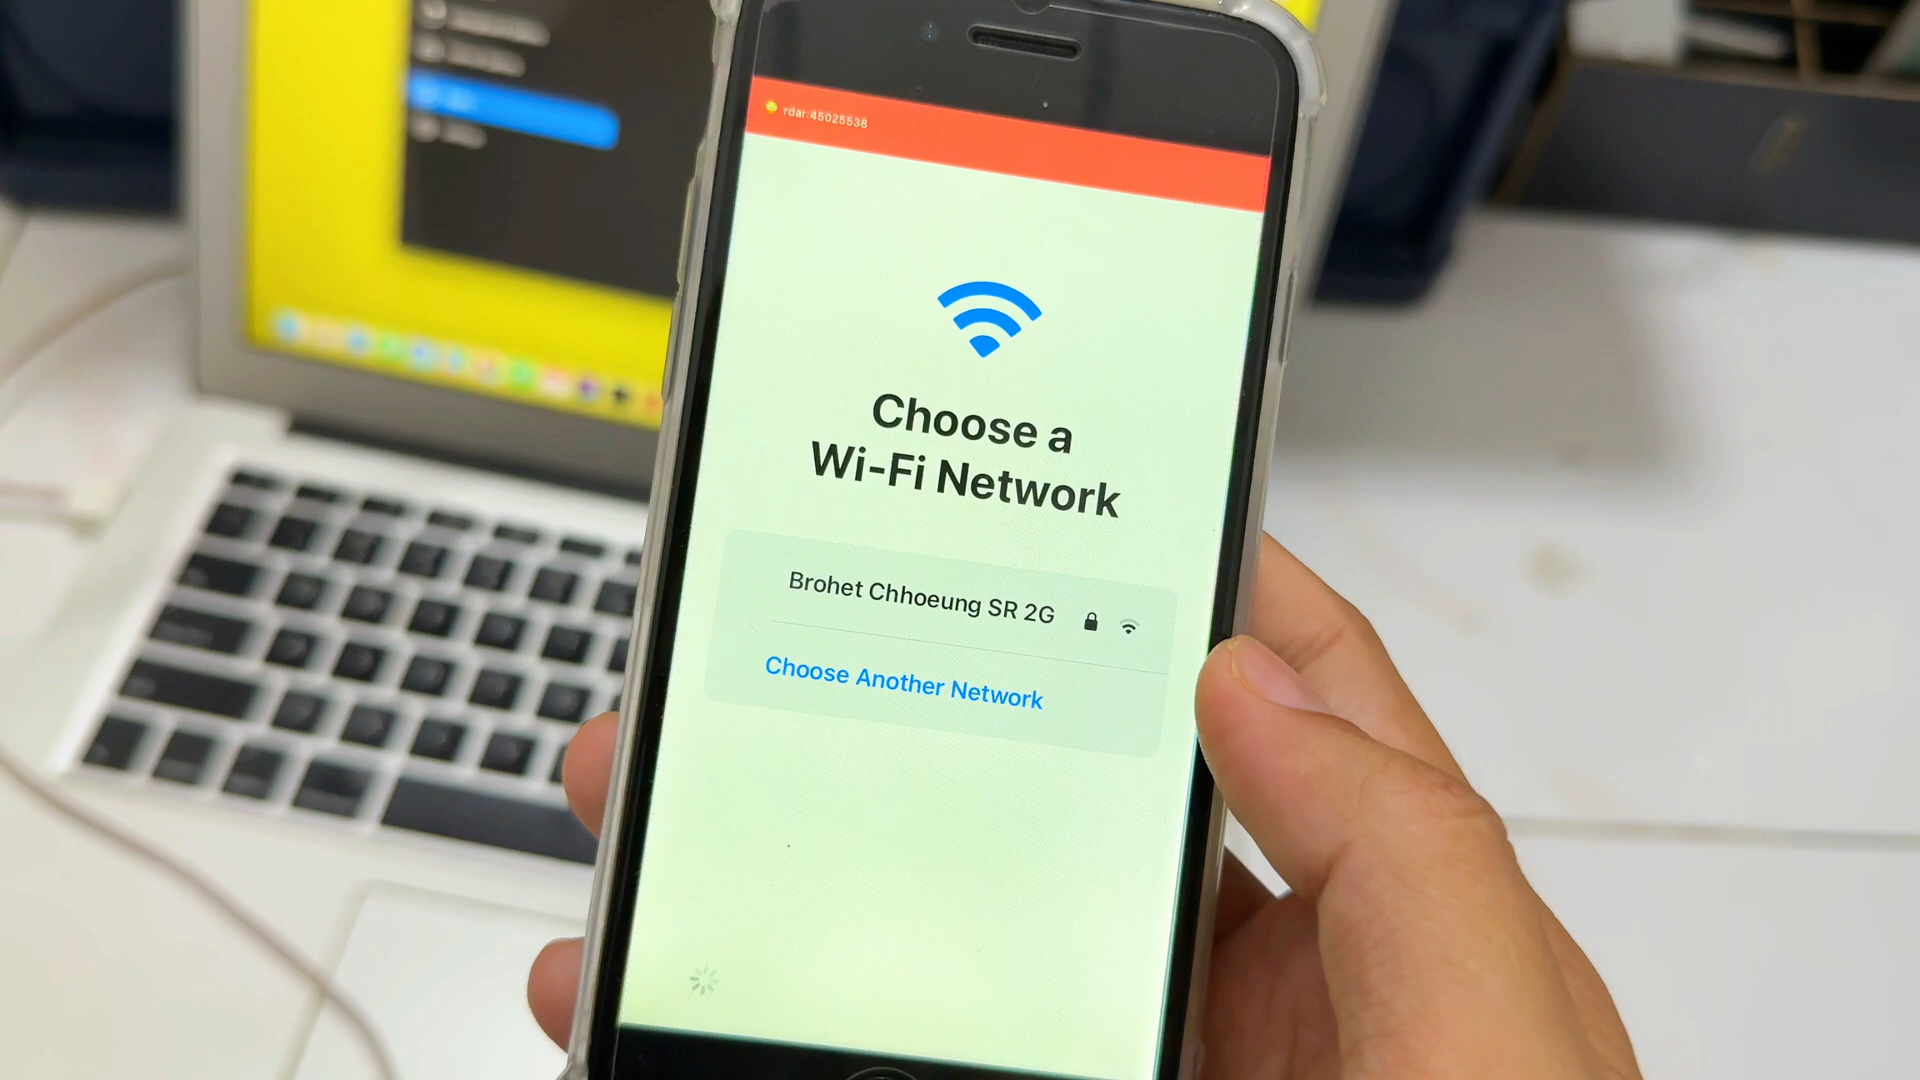 rdar:45025538
Choose a
Wi-Fi Network
Brohet Chhoeung SR 2G
Choose Another Network